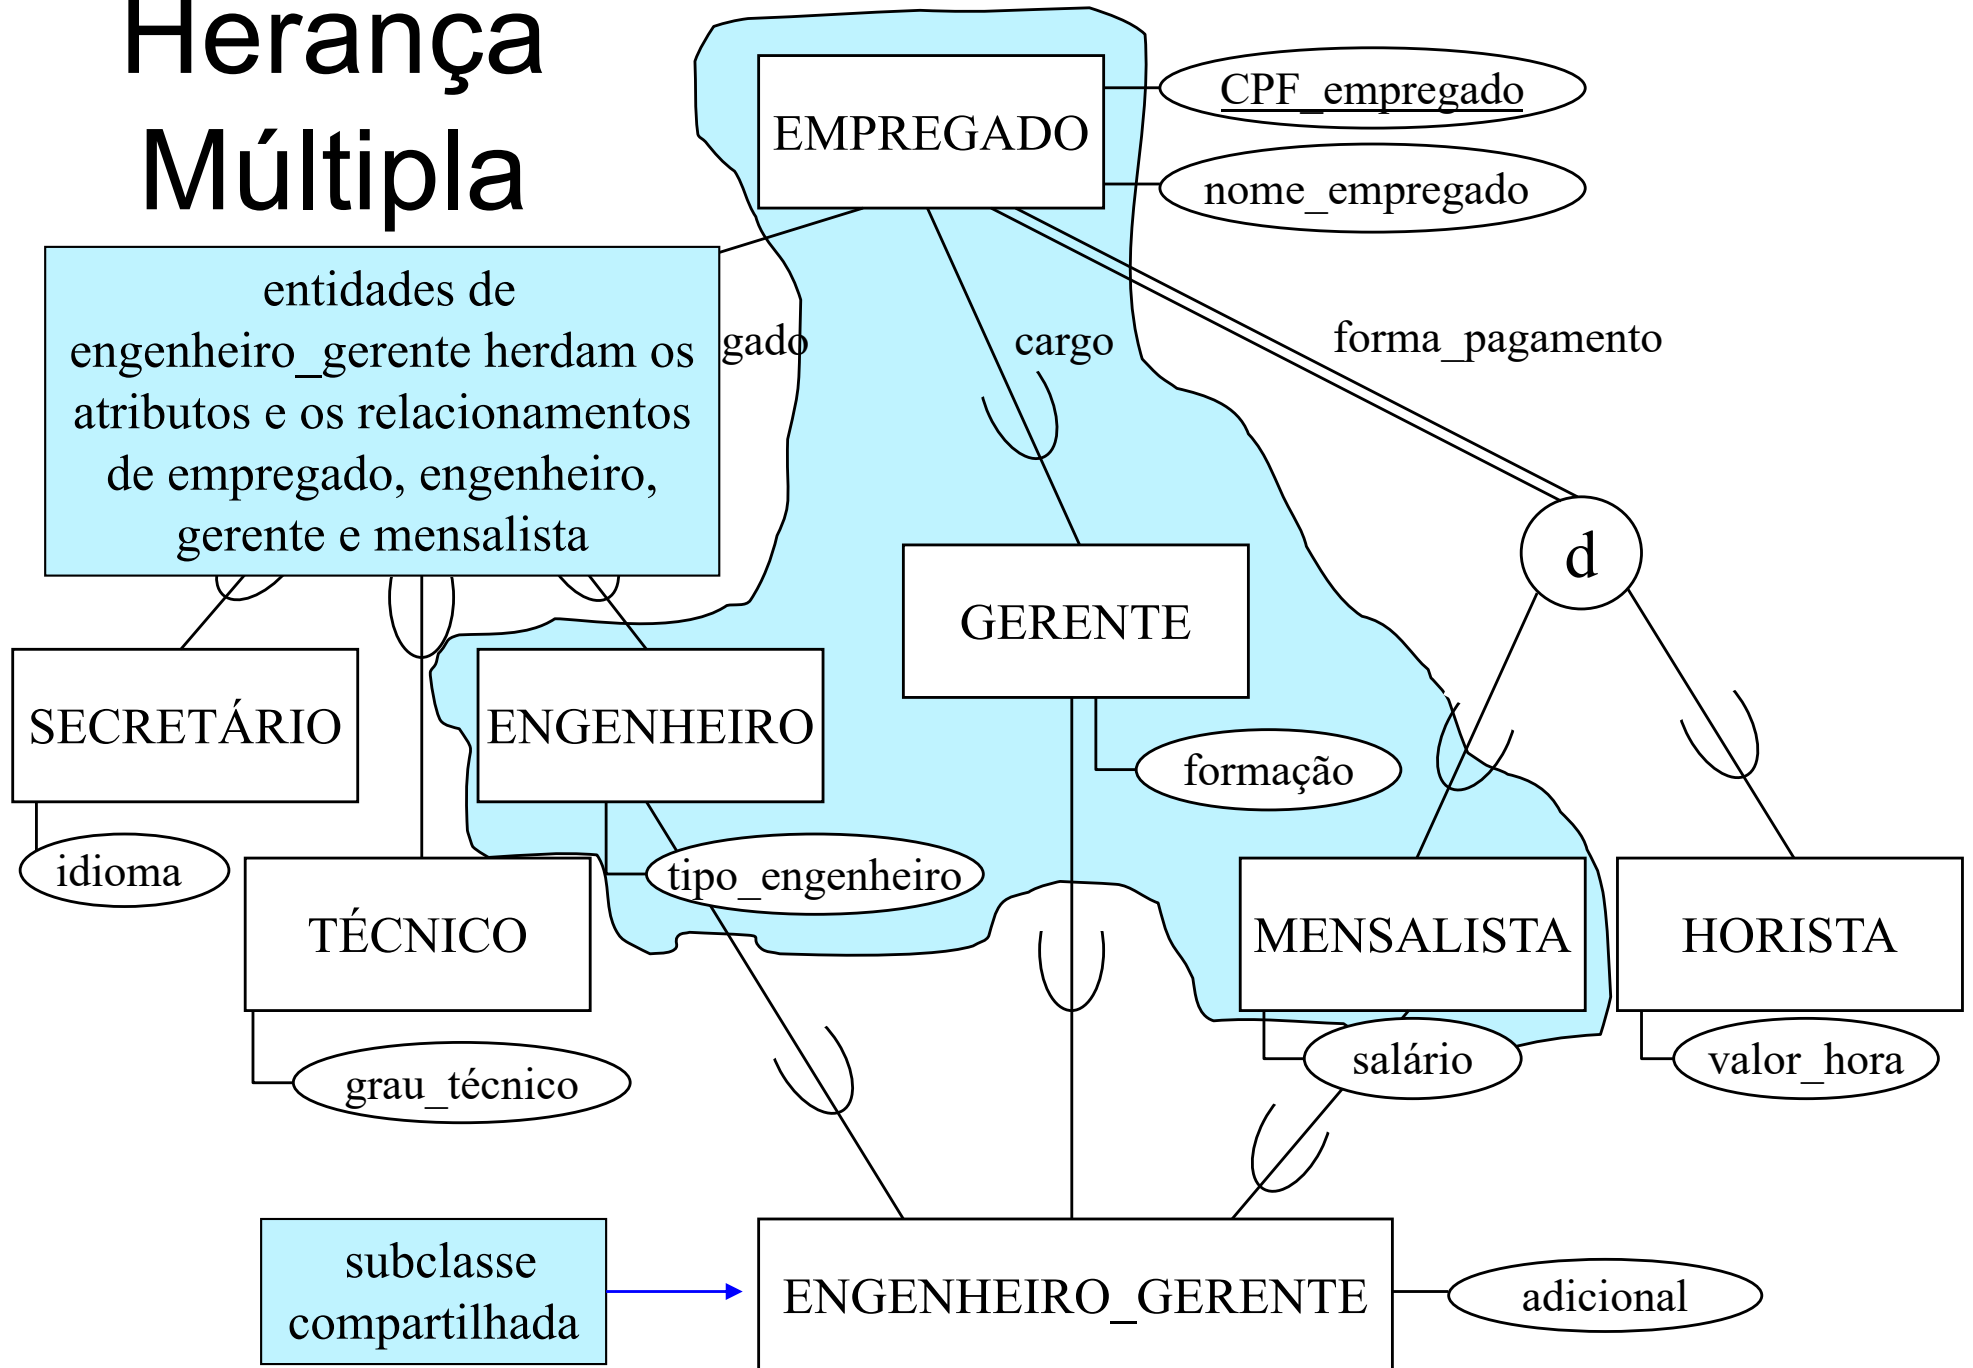 Herança
Múltipla
EMPREGADO
CPF_empregado
nome_empregado
entidades de
engenheiro_gerente herdam os
atributos e os relacionamentos
de empregado, engenheiro,
gerente e mensalista
gado
cargo
forma_pagamento
d
GERENTE
SECRETÁRIO
ENGENHEIRO
formação
idioma
tipo_engenheiro
TÉCNICO
MENSALISTA
HORISTA
grau_técnico
salário
valor_hora
subclasse
compartilhada
ENGENHEIRO_GERENTE
adicional